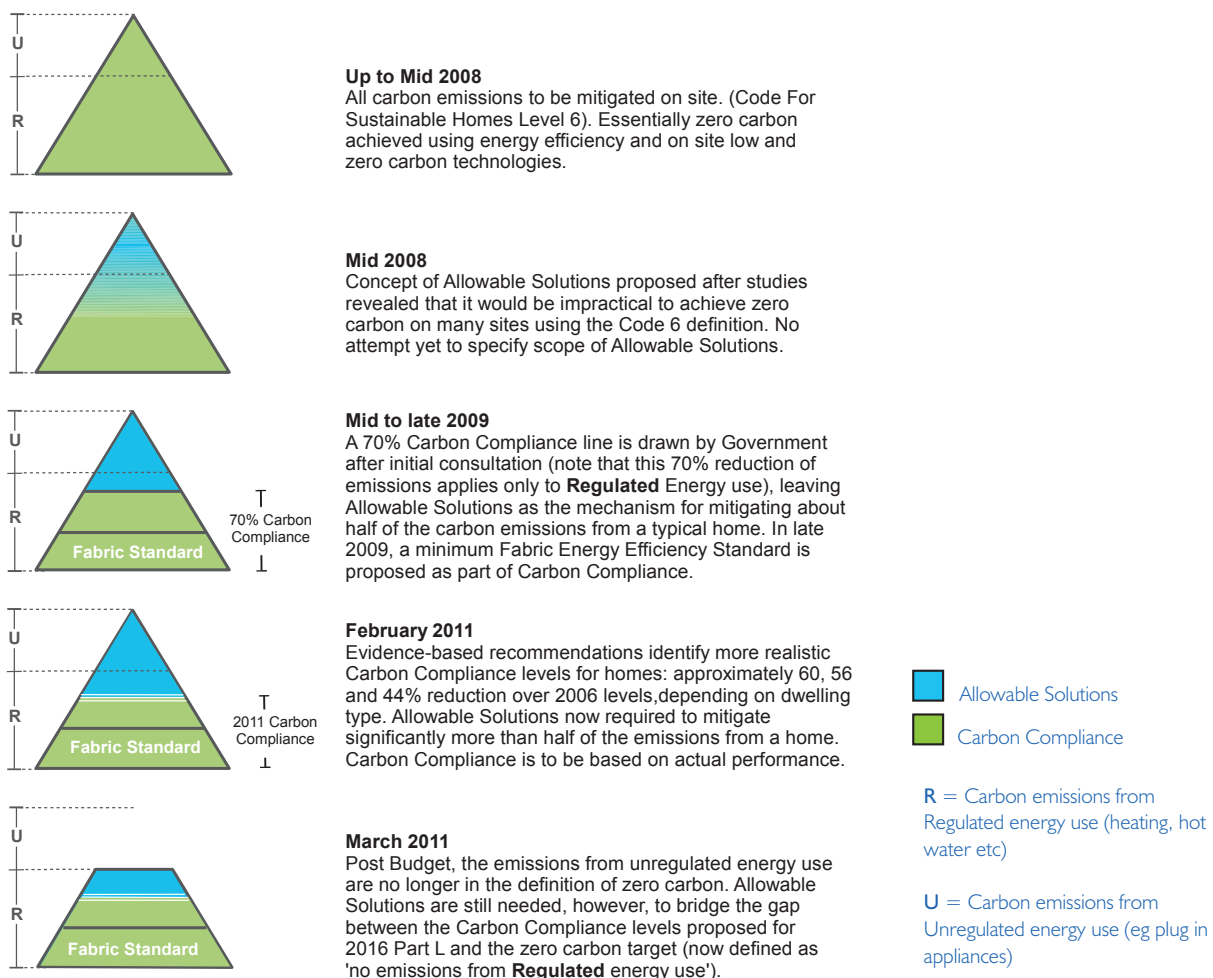 U
R
Up to Mid 2008
All carbon emissions to be mitigated on site. (Code For
Sustainable Homes Level 6). Essentially zero carbon
achieved using energy efficiency and on site low and
zero carbon technologies.
U
R
Mid 2008
Concept of Allowable Solutions proposed after studies
revealed that it would be impractical to achieve zero
carbon on many sites using the Code 6 definition. No
attempt yet to specify scope of Allowable Solutions.
U
R
Fabric Standard
70% Carbon
Compliance
Mid to late 2009
A 70% Carbon Compliance line is drawn by Government
after initial consultation (note that this 70% reduction of
emissions applies only to Regulated Energy use), leaving
Allowable Solutions as the mechanism for mitigating about
half of the carbon emissions from a typical home. In late
2009, a minimum Fabric Energy Efficiency Standard is
proposed as part of Carbon Compliance.
U
R
Fabric Standard
2011 Carbon
Compliance
February 2011
Evidence-based recommendations identify more realistic
Carbon Compliance levels for homes: approximately 60, 56
and 44% reduction over 2006 levels,depending on dwelling
type. Allowable Solutions now required to mitigate
significantly more than half of the emissions from a home.
Carbon Compliance is to be based on actual performance.
U
R
Fabric Standard
March 2011
Post Budget, the emissions from unregulated energy use
are no longer in the definition of zero carbon. Allowable
Solutions are still needed, however, to bridge the gap
between the Carbon Compliance levels proposed for
2016 Part L and the zero carbon target (now defined as
'no emissions from Regulated energy use').
Allowable Solutions
Carbon Compliance
R = Carbon emissions from
Regulated energy use (heating, hot
water etc)
U = Carbon emissions from
Unregulated energy use (eg plug in
appliances)